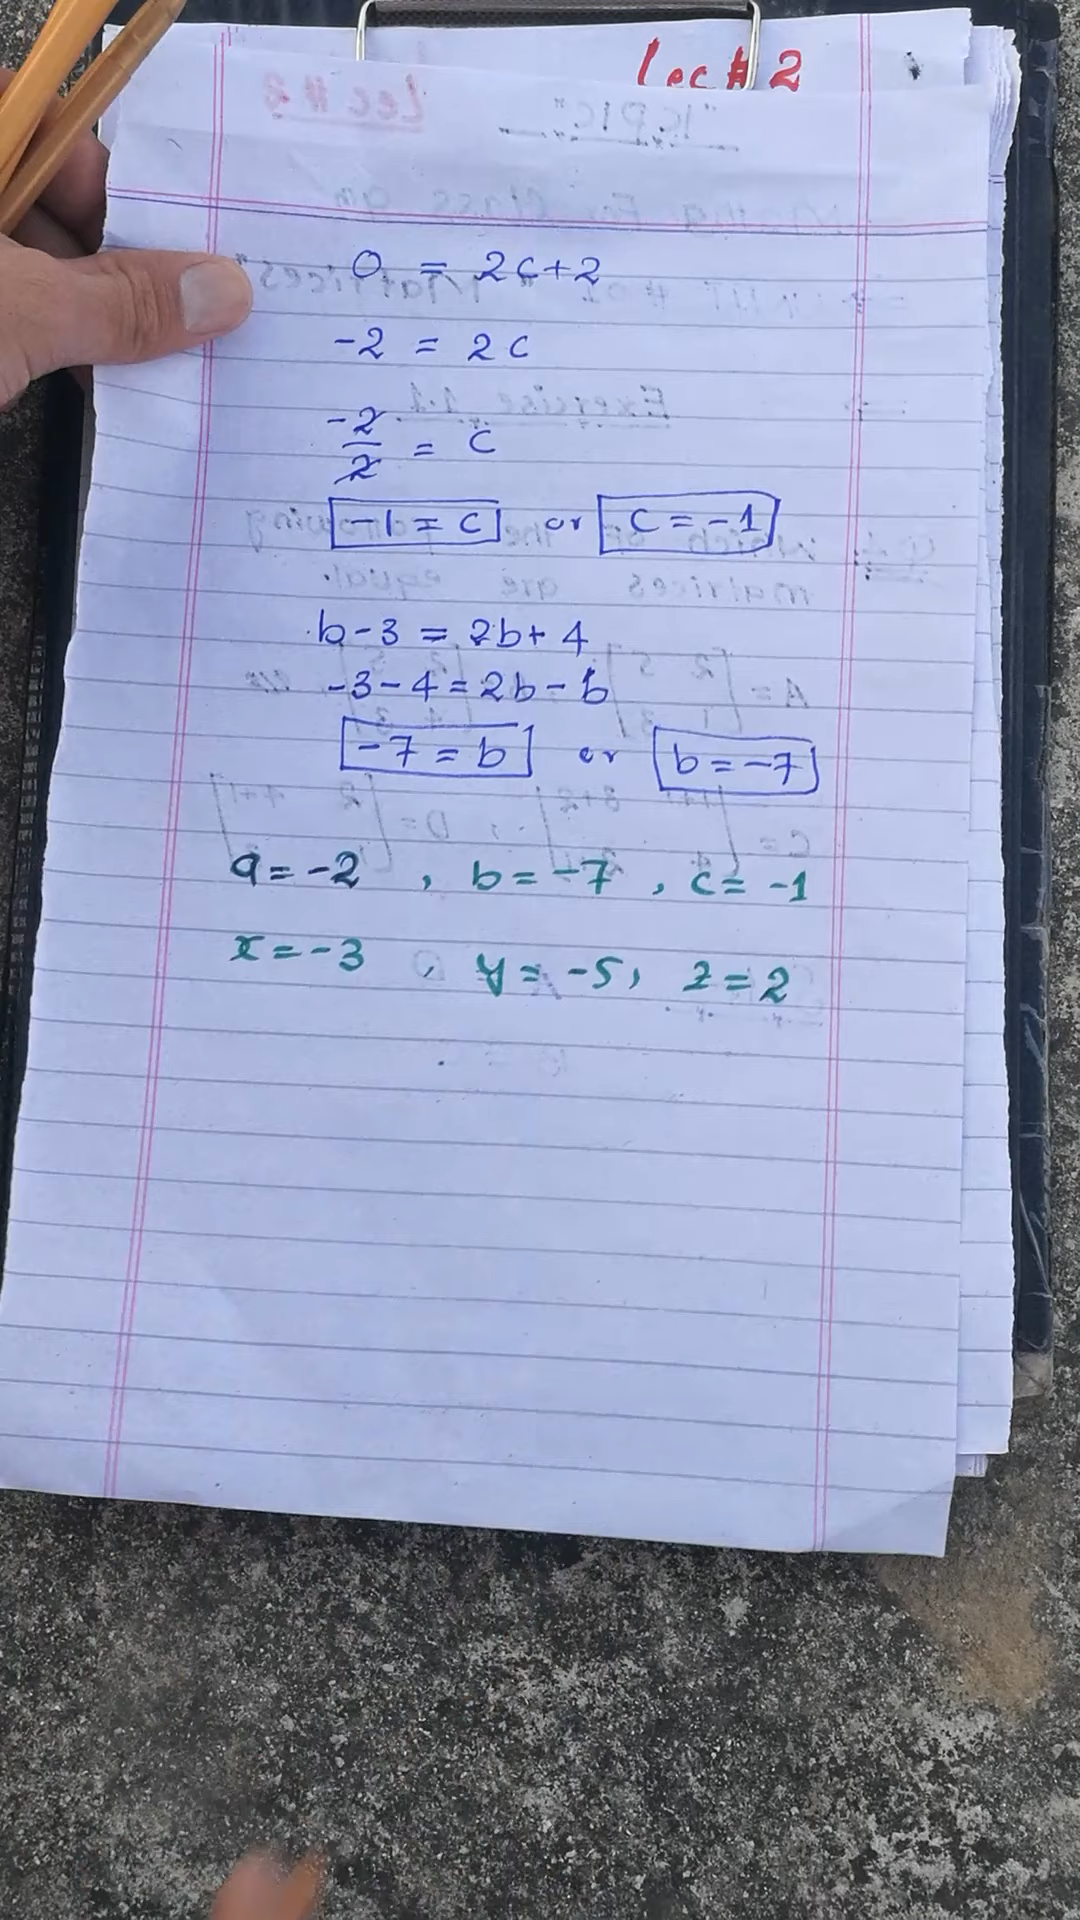 Lec # 2
0 = 2c+2
-2 = 2c
-2/2 = c
-1 = c or c = -1
b-3 = 2b+4
-3-4 = 2b-b
-7 = b or b = -7
a = -2 , b = -7 , c = -1
x = -3 , y = -5, z = 2